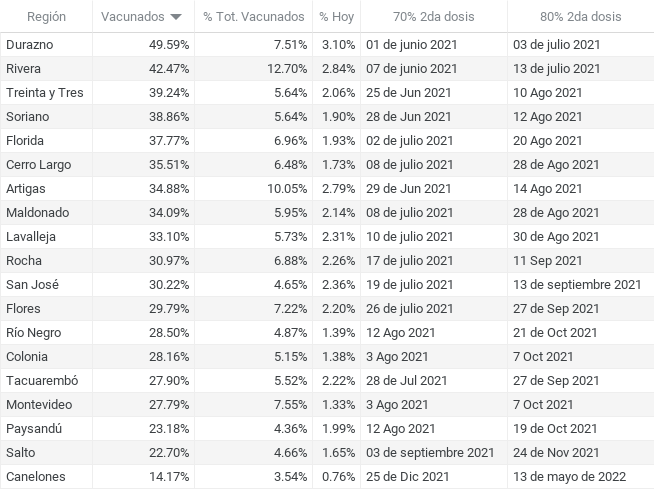 Región Vacunados % Tot. Vacunados % Hoy 70% 2da dosis 80% 2da dosis
Durazno 49.59% 7.51% 3.10% 01 de junio 2021 03 de julio 2021
Rivera 42.47% 12.70% 2.84% 07 de junio 2021 13 de julio 2021
Treinta y Tres 39.24% 5.64% 2.06% 25 de Jun 2021 10 Ago 2021
Soriano 38.86% 5.64% 1.90% 28 de Jun 2021 12 Ago 2021
Florida 37.77% 6.96% 1.93% 02 de julio 2021 20 Ago 2021
Cerro Largo 35.51% 6.48% 1.73% 08 de julio 2021 28 de Ago 2021
Artigas 34.88% 10.05% 2.79% 29 de Jun 2021 14 Ago 2021
Maldonado 34.09% 5.95% 2.14% 08 de julio 2021 28 de Ago 2021
Lavalleja 33.10% 5.73% 2.31% 10 de julio 2021 30 de Ago 2021
Rocha 30.97% 6.88% 2.26% 17 de julio 2021 11 Sep 2021
San José 30.22% 4.65% 2.36% 19 de julio 2021 13 de septiembre 2021
Flores 29.79% 7.22% 2.20% 26 de julio 2021 27 de Sep 2021
Río Negro 28.50% 4.87% 1.39% 12 Ago 2021 21 de Oct 2021
Colonia 28.16% 5.15% 1.38% 3 Ago 2021 7 Oct 2021
Tacuarembó 27.90% 5.52% 2.22% 28 de Jul 2021 27 de Sep 2021
Montevideo 27.79% 7.55% 1.33% 3 Ago 2021 7 Oct 2021
Paysandú 23.18% 4.36% 1.99% 12 Ago 2021 19 de Oct 2021
Salto 22.70% 4.66% 1.65% 03 de septiembre 2021 24 de Nov 2021
Canelones 14.17% 3.54% 0.76% 25 de Dic 2021 13 de mayo de 2022